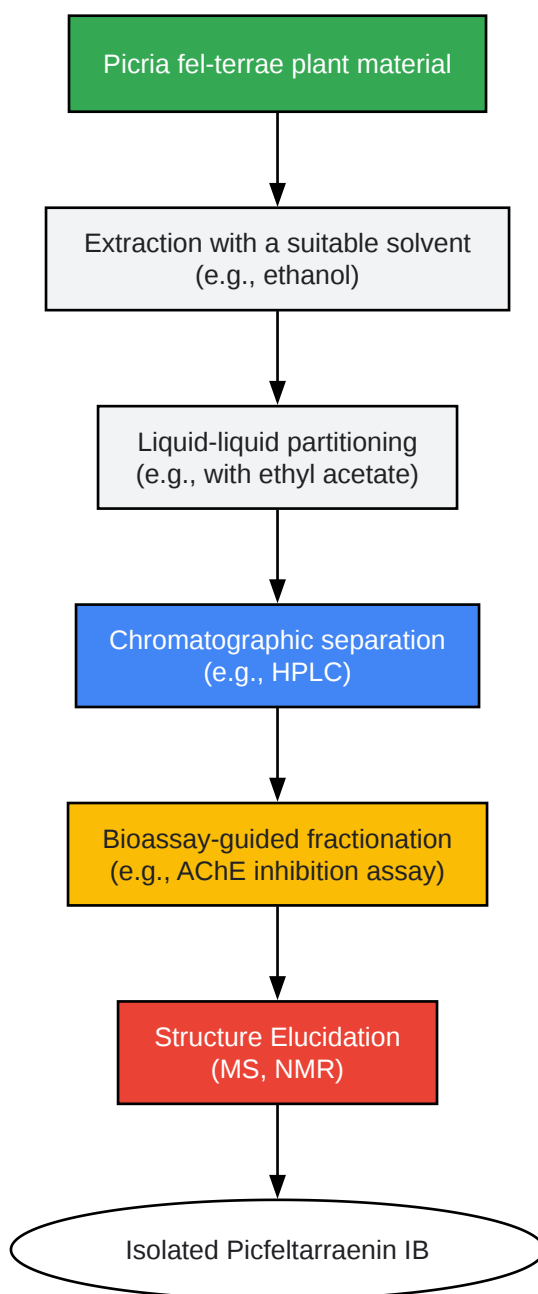 Picria fel-terrae plant material
Extraction with a suitable solvent
(e.g., ethanol)
Liquid-liquid partitioning
(e.g., with ethyl acetate)
Chromatographic separation
(e.g., HPLC)
Bioassay-guided fractionation
(e.g., AChE inhibition assay)
Structure Elucidation
(MS, NMR)
Isolated Picfeltarraenin IB